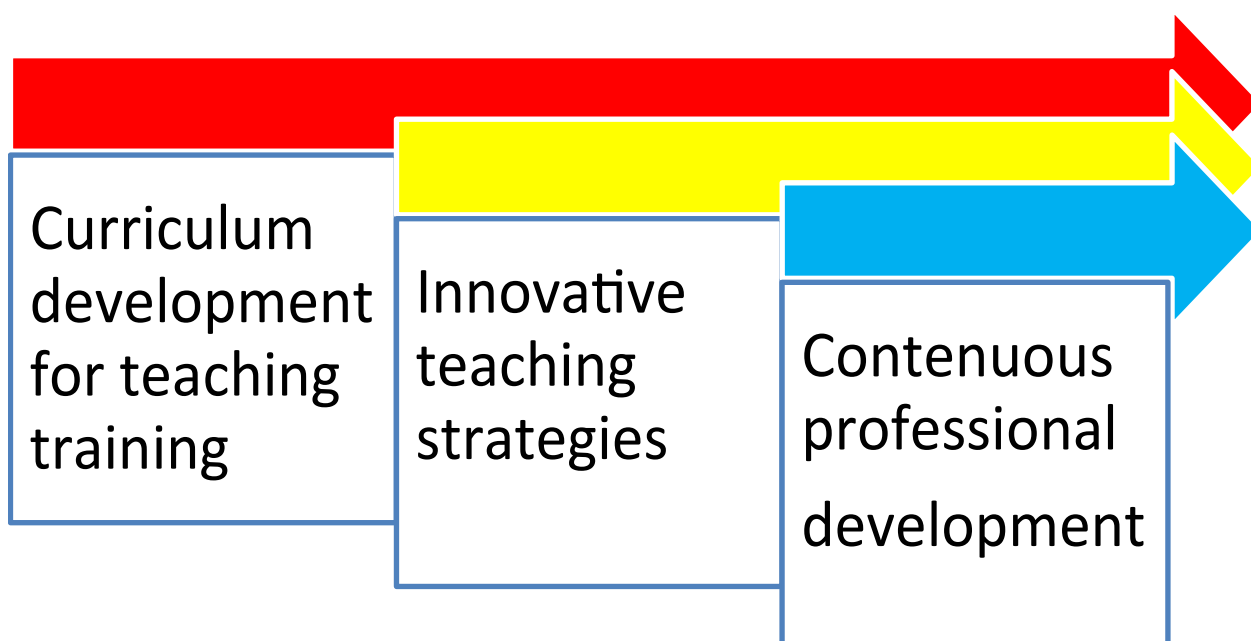 Curriculum
development
for teaching
training
Innovative
teaching
strategies
Contenuous
professional
development